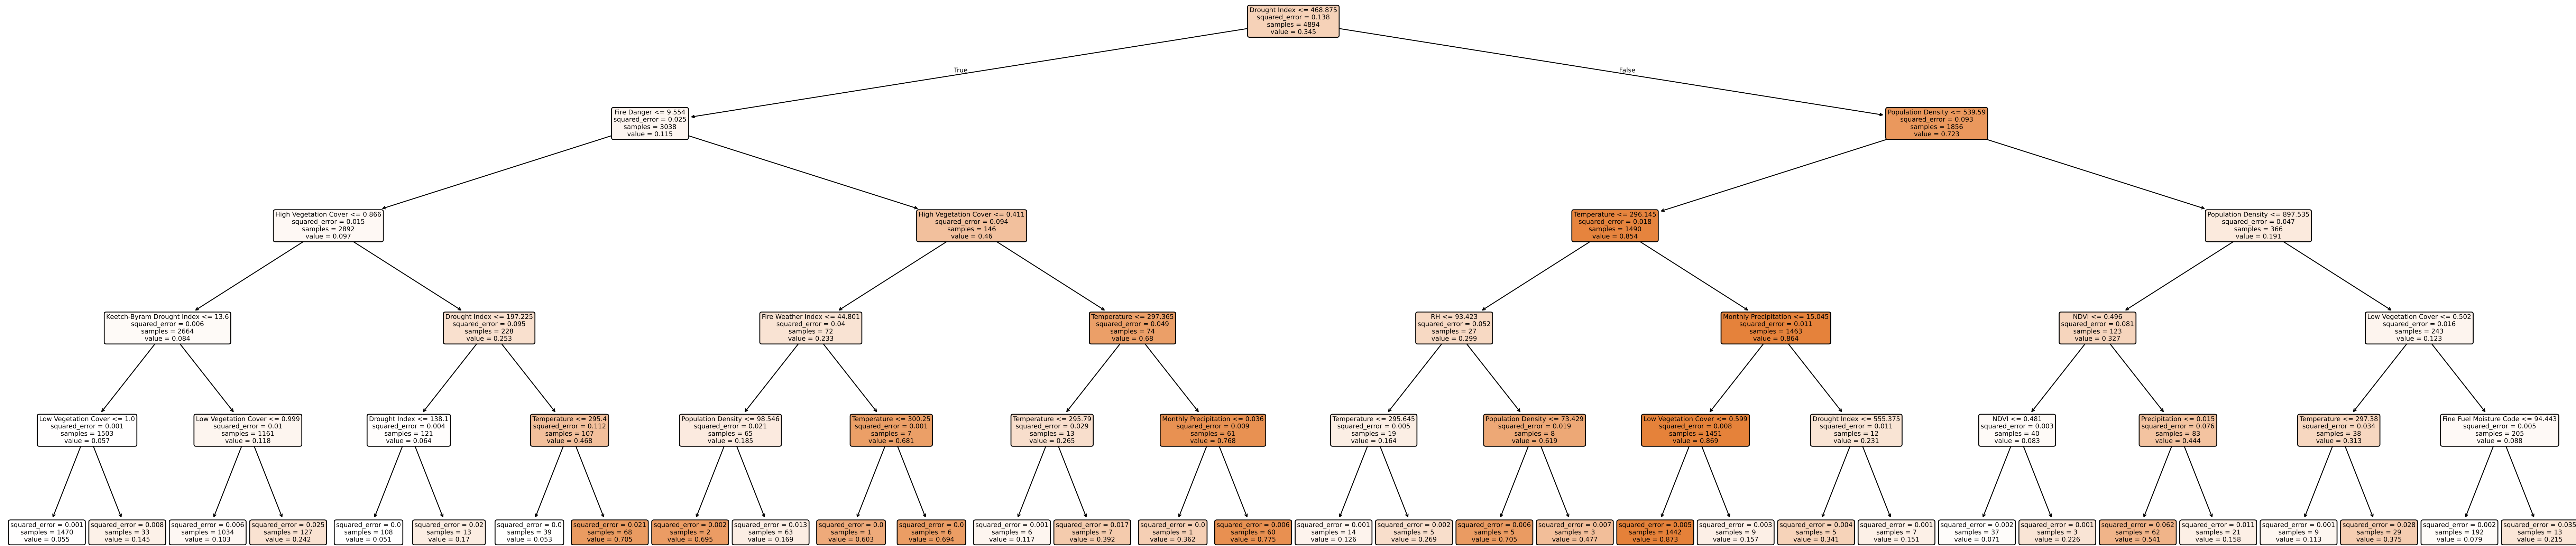 Drought Index <= 468.875
squared_error = 0.138
samples = 4894
value = 0.345
True
False
Fire Danger <= 9.554
squared_error = 0.025
samples = 3038
value = 0.115
Population Density <= 539.59
squared_error = 0.093
samples = 1856
value = 0.723
High Vegetation Cover <= 0.866
squared_error = 0.015
samples = 2892
value = 0.097
High Vegetation Cover <= 0.411
squared_error = 0.094
samples = 146
value = 0.46
Temperature <= 296.145
squared_error = 0.018
samples = 1490
value = 0.854
Population Density <= 897.535
squared_error = 0.047
samples = 366
value = 0.191
Keetch-Byram Drought Index <= 13.6
squared_error = 0.006
samples = 2664
value = 0.084
Drought Index <= 197.225
squared_error = 0.095
samples = 228
value = 0.253
Fire Weather Index <= 44.801
squared_error = 0.04
samples = 72
value = 0.233
Temperature <= 297.365
squared_error = 0.049
samples = 74
value = 0.68
RH <= 93.423
squared_error = 0.052
samples = 27
value = 0.299
Monthly Precipitation <= 15.045
squared_error = 0.011
samples = 1463
value = 0.864
NDVI <= 0.496
squared_error = 0.081
samples = 123
value = 0.327
Low Vegetation Cover <= 0.502
squared_error = 0.016
samples = 243
value = 0.123
Low Vegetation Cover <= 1.0
squared_error = 0.001
samples = 1503
value = 0.057
Low Vegetation Cover <= 0.999
squared_error = 0.01
samples = 1161
value = 0.118
Drought Index <= 138.1
squared_error = 0.004
samples = 121
value = 0.064
Temperature <= 295.4
squared_error = 0.112
samples = 107
value = 0.468
Population Density <= 98.546
squared_error = 0.021
samples = 65
value = 0.185
Temperature <= 300.25
squared_error = 0.001
samples = 7
value = 0.681
Temperature <= 295.79
squared_error = 0.029
samples = 13
value = 0.265
Monthly Precipitation <= 0.036
squared_error = 0.009
samples = 61
value = 0.768
Temperature <= 295.645
squared_error = 0.005
samples = 19
value = 0.164
Population Density <= 73.429
squared_error = 0.019
samples = 8
value = 0.619
Low Vegetation Cover <= 0.599
squared_error = 0.008
samples = 1451
value = 0.869
Drought Index <= 555.375
squared_error = 0.011
samples = 12
value = 0.231
NDVI <= 0.481
squared_error = 0.003
samples = 40
value = 0.083
Precipitation <= 0.015
squared_error = 0.076
samples = 83
value = 0.444
Temperature <= 297.38
squared_error = 0.034
samples = 38
value = 0.313
Fine Fuel Moisture Code <= 94.443
squared_error = 0.005
samples = 205
value = 0.088
squared_error = 0.001
samples = 1470
value = 0.055
squared_error = 0.008
samples = 33
value = 0.145
squared_error = 0.006
samples = 1034
value = 0.103
squared_error = 0.025
samples = 127
value = 0.242
squared_error = 0.0
samples = 108
value = 0.051
squared_error = 0.02
samples = 13
value = 0.17
squared_error = 0.0
samples = 39
value = 0.053
squared_error = 0.021
samples = 68
value = 0.705
squared_error = 0.002
samples = 2
value = 0.695
squared_error = 0.013
samples = 63
value = 0.169
squared_error = 0.0
samples = 1
value = 0.603
squared_error = 0.0
samples = 6
value = 0.694
squared_error = 0.001
samples = 6
value = 0.117
squared_error = 0.017
samples = 7
value = 0.392
squared_error = 0.0
samples = 1
value = 0.362
squared_error = 0.006
samples = 60
value = 0.775
squared_error = 0.001
samples = 14
value = 0.126
squared_error = 0.002
samples = 5
value = 0.269
squared_error = 0.006
samples = 5
value = 0.705
squared_error = 0.007
samples = 3
value = 0.477
squared_error = 0.005
samples = 1442
value = 0.873
squared_error = 0.003
samples = 9
value = 0.157
squared_error = 0.004
samples = 5
value = 0.341
squared_error = 0.001
samples = 7
value = 0.151
squared_error = 0.002
samples = 37
value = 0.071
squared_error = 0.001
samples = 3
value = 0.226
squared_error = 0.062
samples = 62
value = 0.541
squared_error = 0.011
samples = 21
value = 0.158
squared_error = 0.001
samples = 9
value = 0.113
squared_error = 0.028
samples = 29
value = 0.375
squared_error = 0.002
samples = 192
value = 0.079
squared_error = 0.035
samples = 13
value = 0.215